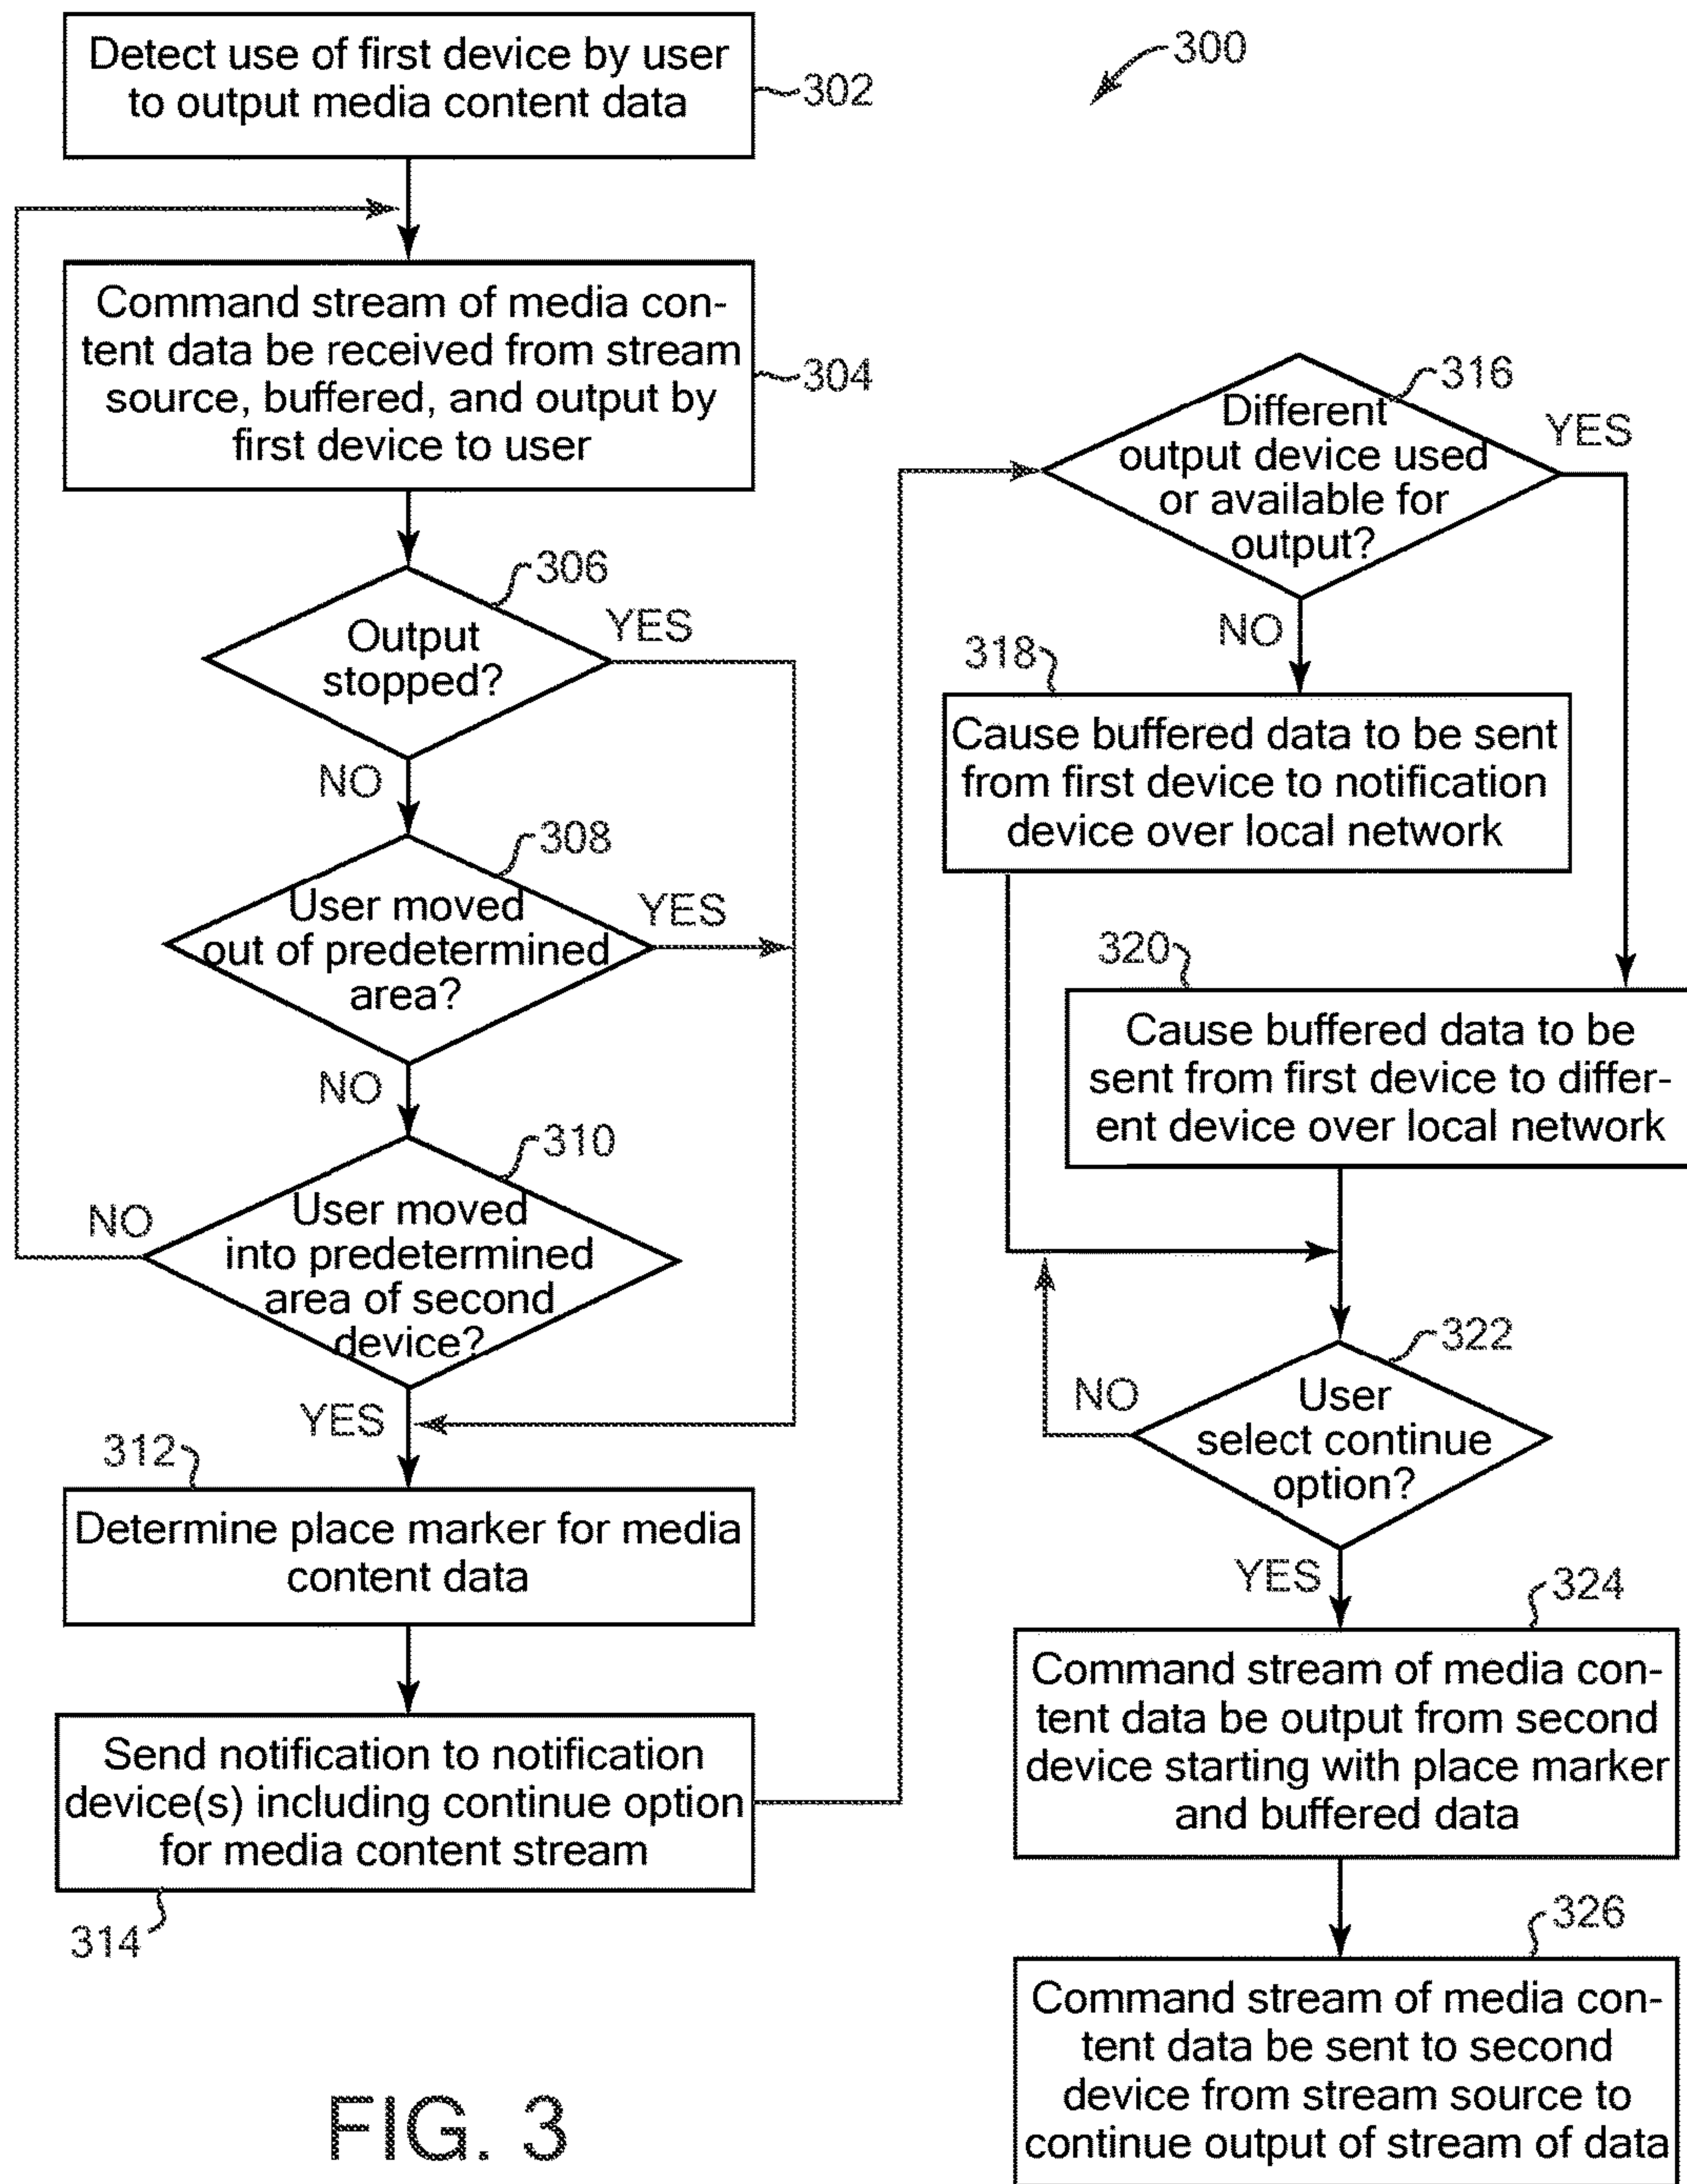 300
Detect use of first device by user
to output media content data
302
Command stream of media con-
tent data be received from stream
source, buffered, and output by
first device to user
304
306
Output
stopped?
YES
NO
308
User moved
out of predetermined
area?
YES
NO
310
User moved
into predetermined
area of second
device?
NO
YES
312
Determine place marker for media
content data
Send notification to notification
device(s) including continue option
for media content stream
314
316
Different
output device used
or available for
output?
YES
NO
318
Cause buffered data to be sent
from first device to notification
device over local network
320
Cause buffered data to be
sent from first device to differ-
ent device over local network
322
User
select continue
option?
NO
YES
324
Command stream of media con-
tent data be output from second
device starting with place marker
and buffered data
326
Command stream of media con-
tent data be sent to second
device from stream source to
continue output of stream of data
FIG. 3